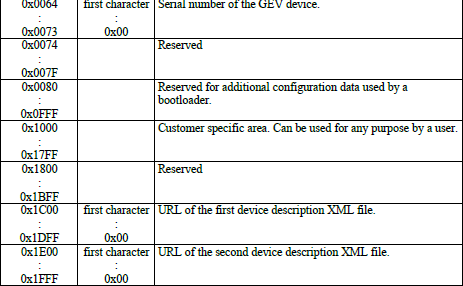 0x0064 first character Serial number of the GEV device.
: :
0x0073 0x00
0x0074 Reserved
:
0x007F
0x0080 Reserved for additional configuration data used by a
: bootloader.
0x0FFF
0x1000 Customer specific area. Can be used for any purpose by a user.
:
0x17FF
0x1800 Reserved
:
0x1BFF
0x1C00 first character URL of the first device description XML file.
: :
0x1DFF 0x00
0x1E00 first character URL of the second device description XML file.
: :
0x1FFF 0x00